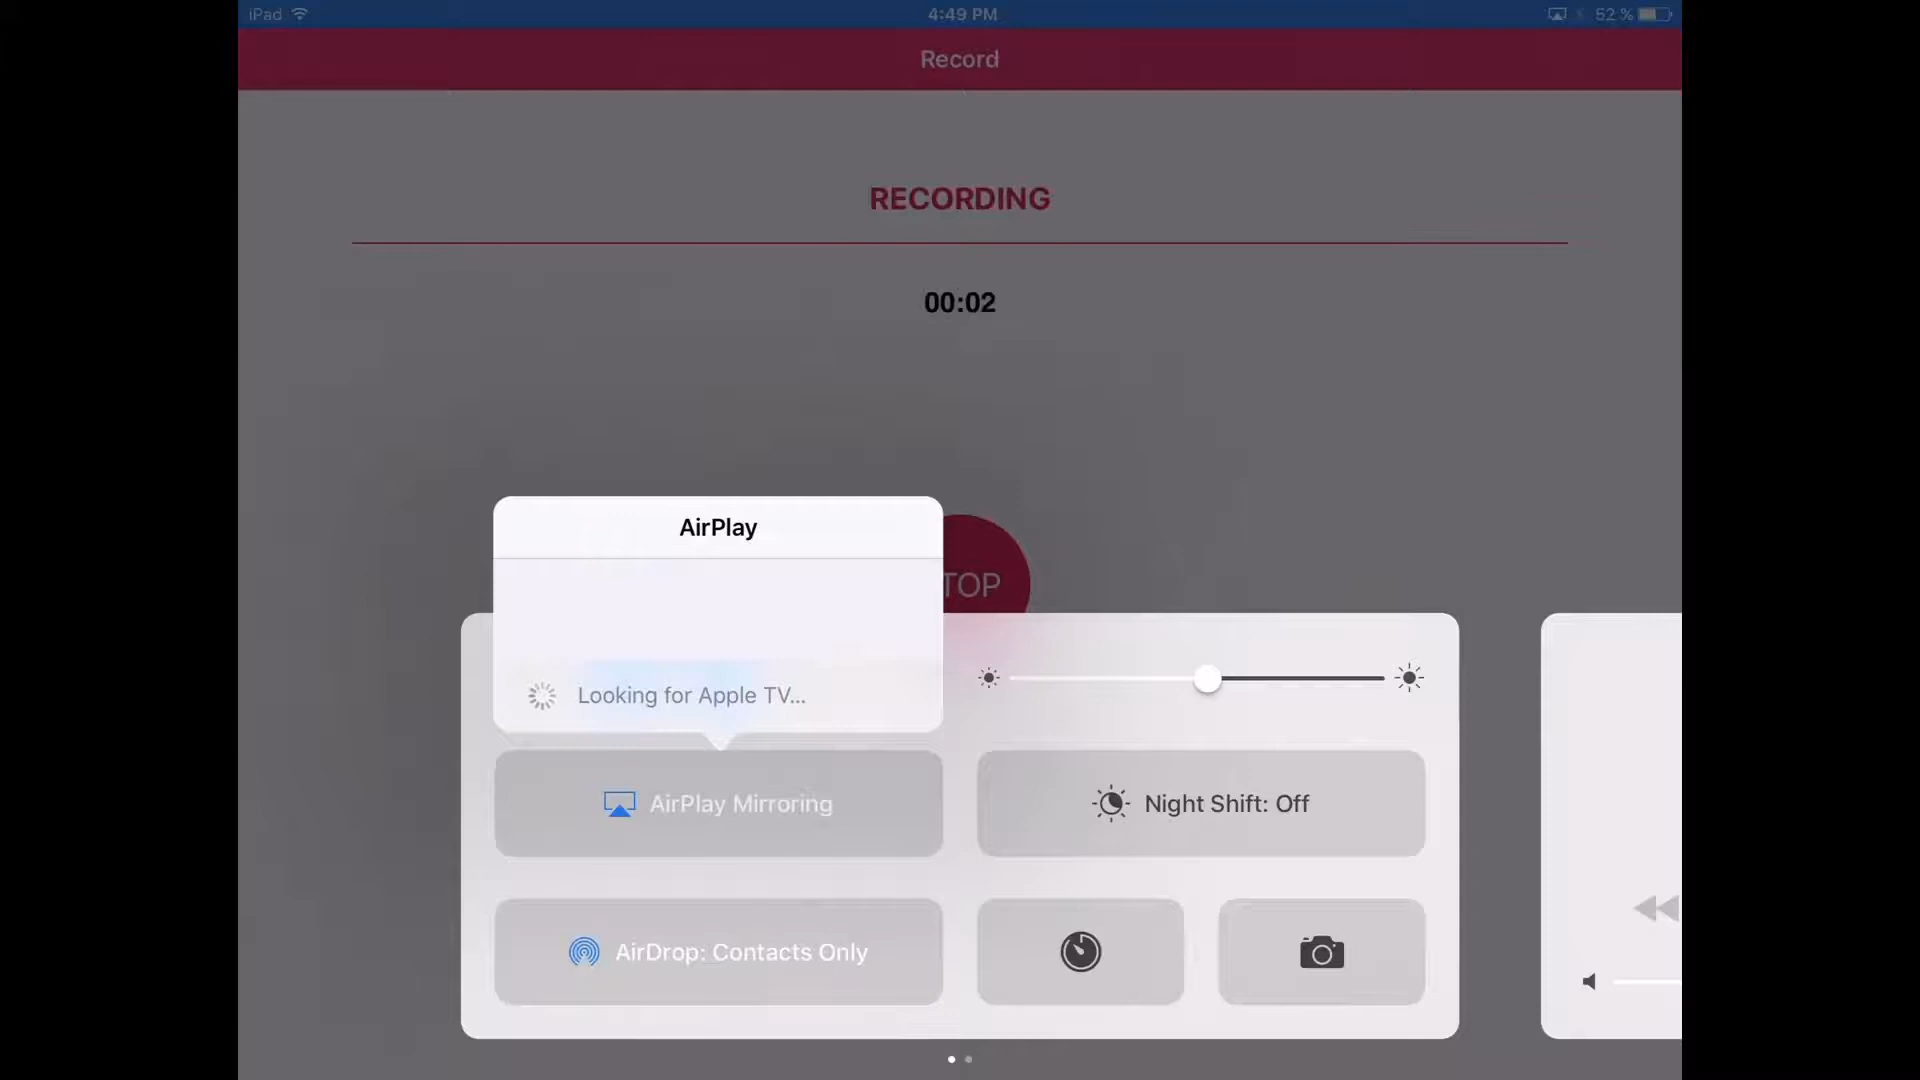 iPad
4:49 PM
52 %
Record
RECORDING
00:02
AirPlay
TOP
Looking for Apple TV...
AirPlay Mirroring
Night Shift: Off
AirDrop: Contacts Only